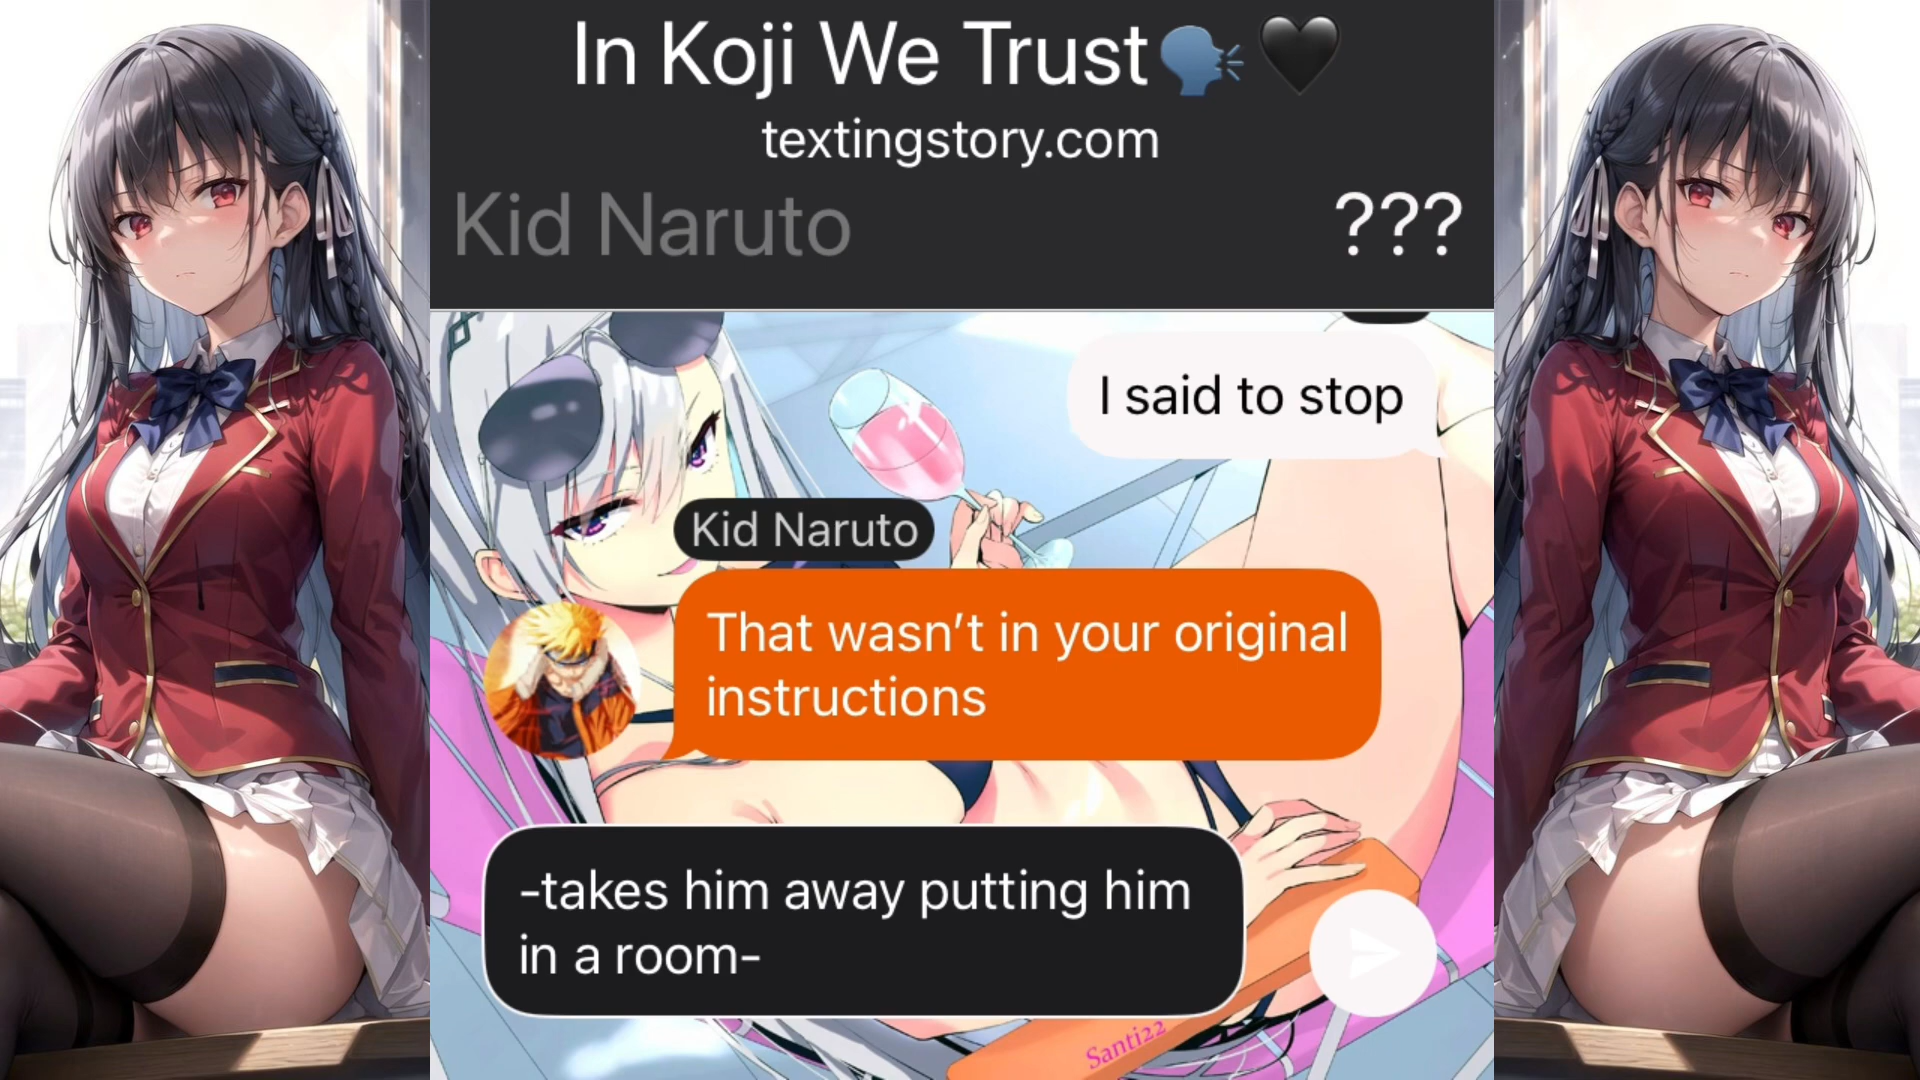 In Koji We Trust🗣️🖤
textingstory.com
Kid Naruto
???
I said to stop
Kid Naruto
That wasn’t in your original
instructions
-takes him away putting him
in a room-
Santi22